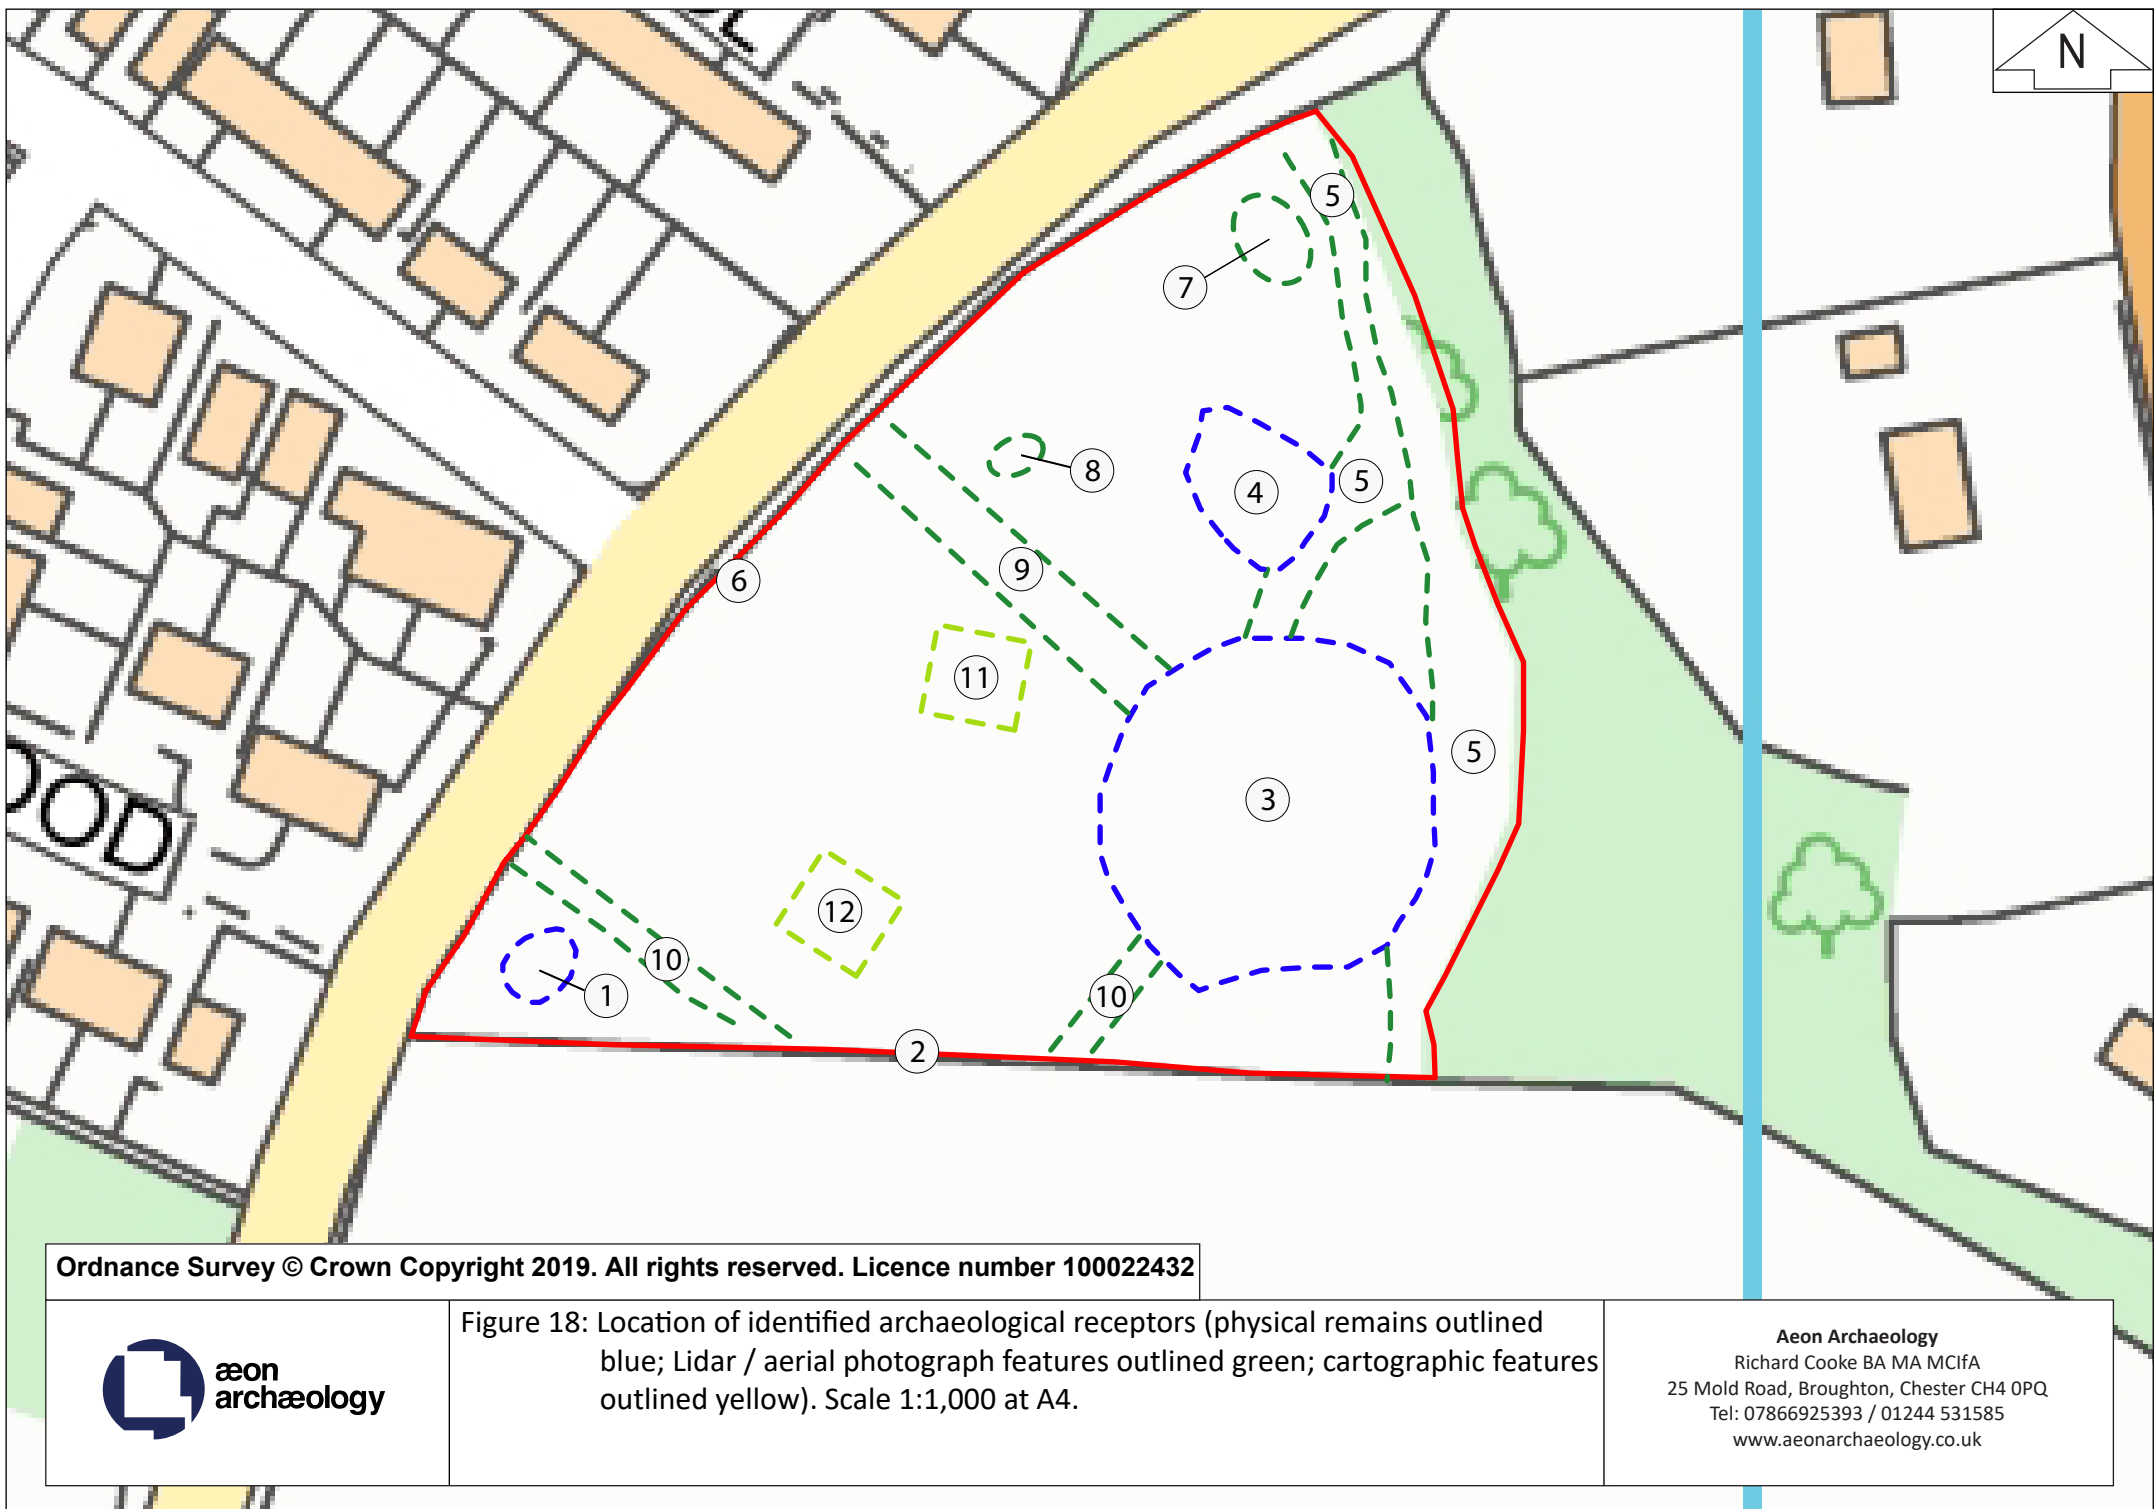 N
5
7
8
4
5
9
6
11
5
3
OOD
12
10
1
10
2
Ordnance Survey © Crown Copyright 2019. All rights reserved. Licence number 100022432
æon
archæology
Figure 18: Location of identified archaeological receptors (physical remains outlined
blue; Lidar / aerial photograph features outlined green; cartographic features
outlined yellow). Scale 1:1,000 at A4.
Aeon Archaeology
Richard Cooke BA MA MCIfA
25 Mold Road, Broughton, Chester CH4 0PQ
Tel: 07866925393 / 01244 531585
www.aeonarchaeology.co.uk